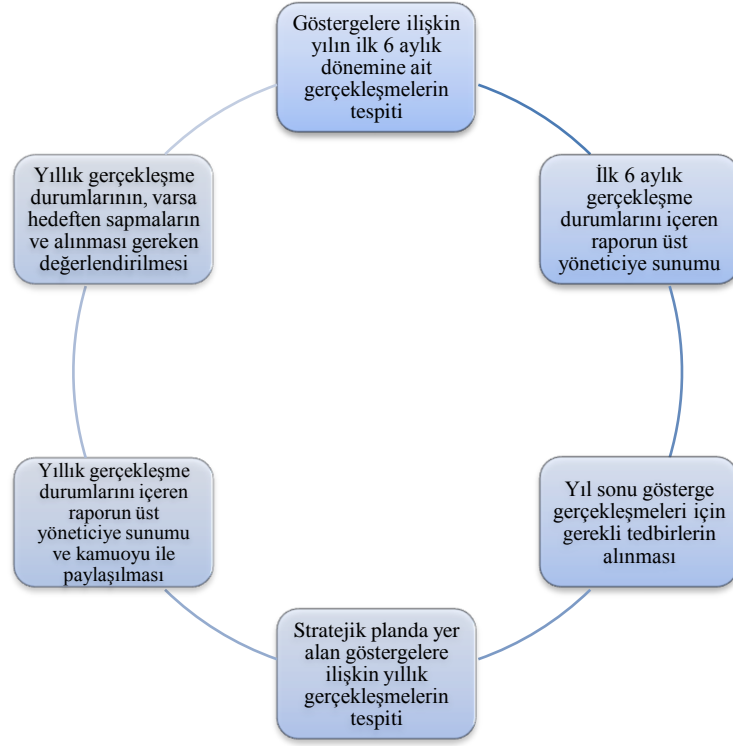 Göstergelere ilişkin
yılın ilk 6 aylık
dönemine ait
gerçekleşmelerin
tespiti
İlk 6 aylık
gerçekleşme
durumlarını içeren
raporun üst
yöneticiye sunumu
Yıl sonu gösterge
gerçekleşmeleri için
gerekli tedbirlerin
alınması
Stratejik planda yer
alan göstergelere
ilişkin yıllık
gerçekleşmelerin
tespiti
Yıllık gerçekleşme
durumlarını içeren
raporun üst
yöneticiye sunumu
ve kamuoyu ile
paylaşılması
Yıllık gerçekleşme
durumlarının, varsa
hedeften sapmaların
ve alınması gereken
değerlendirilmesi